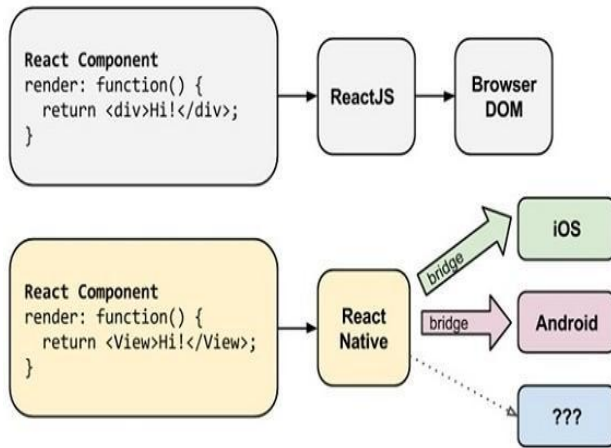 React Component
render: function() {
  return <div>Hi!</div>;
}
ReactJS
Browser
DOM
React Component
render: function() {
  return <View>Hi!</View>;
}
React
Native
bridge
iOS
bridge
Android
???